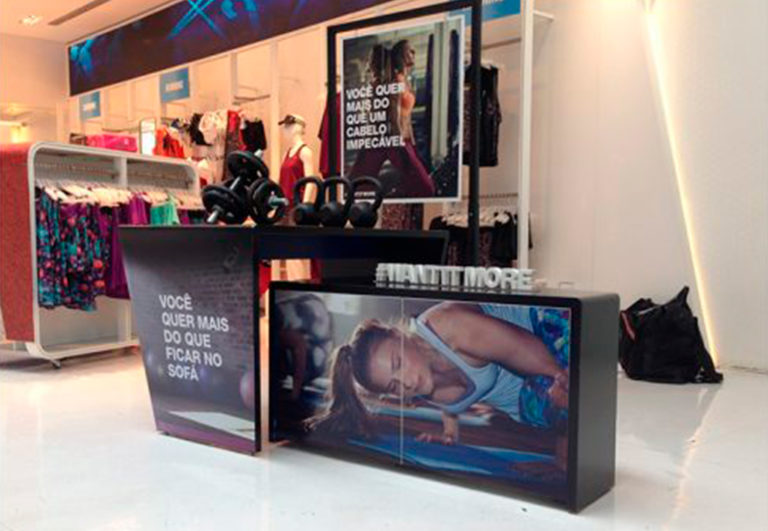 VOCÊ QUER
MAIS DO
QUE UM
CABELO
IMPECÁVEL
VOCÊ
QUER MAIS
DO QUE
FICAR NO
SOFÁ
#IWANTITMORE